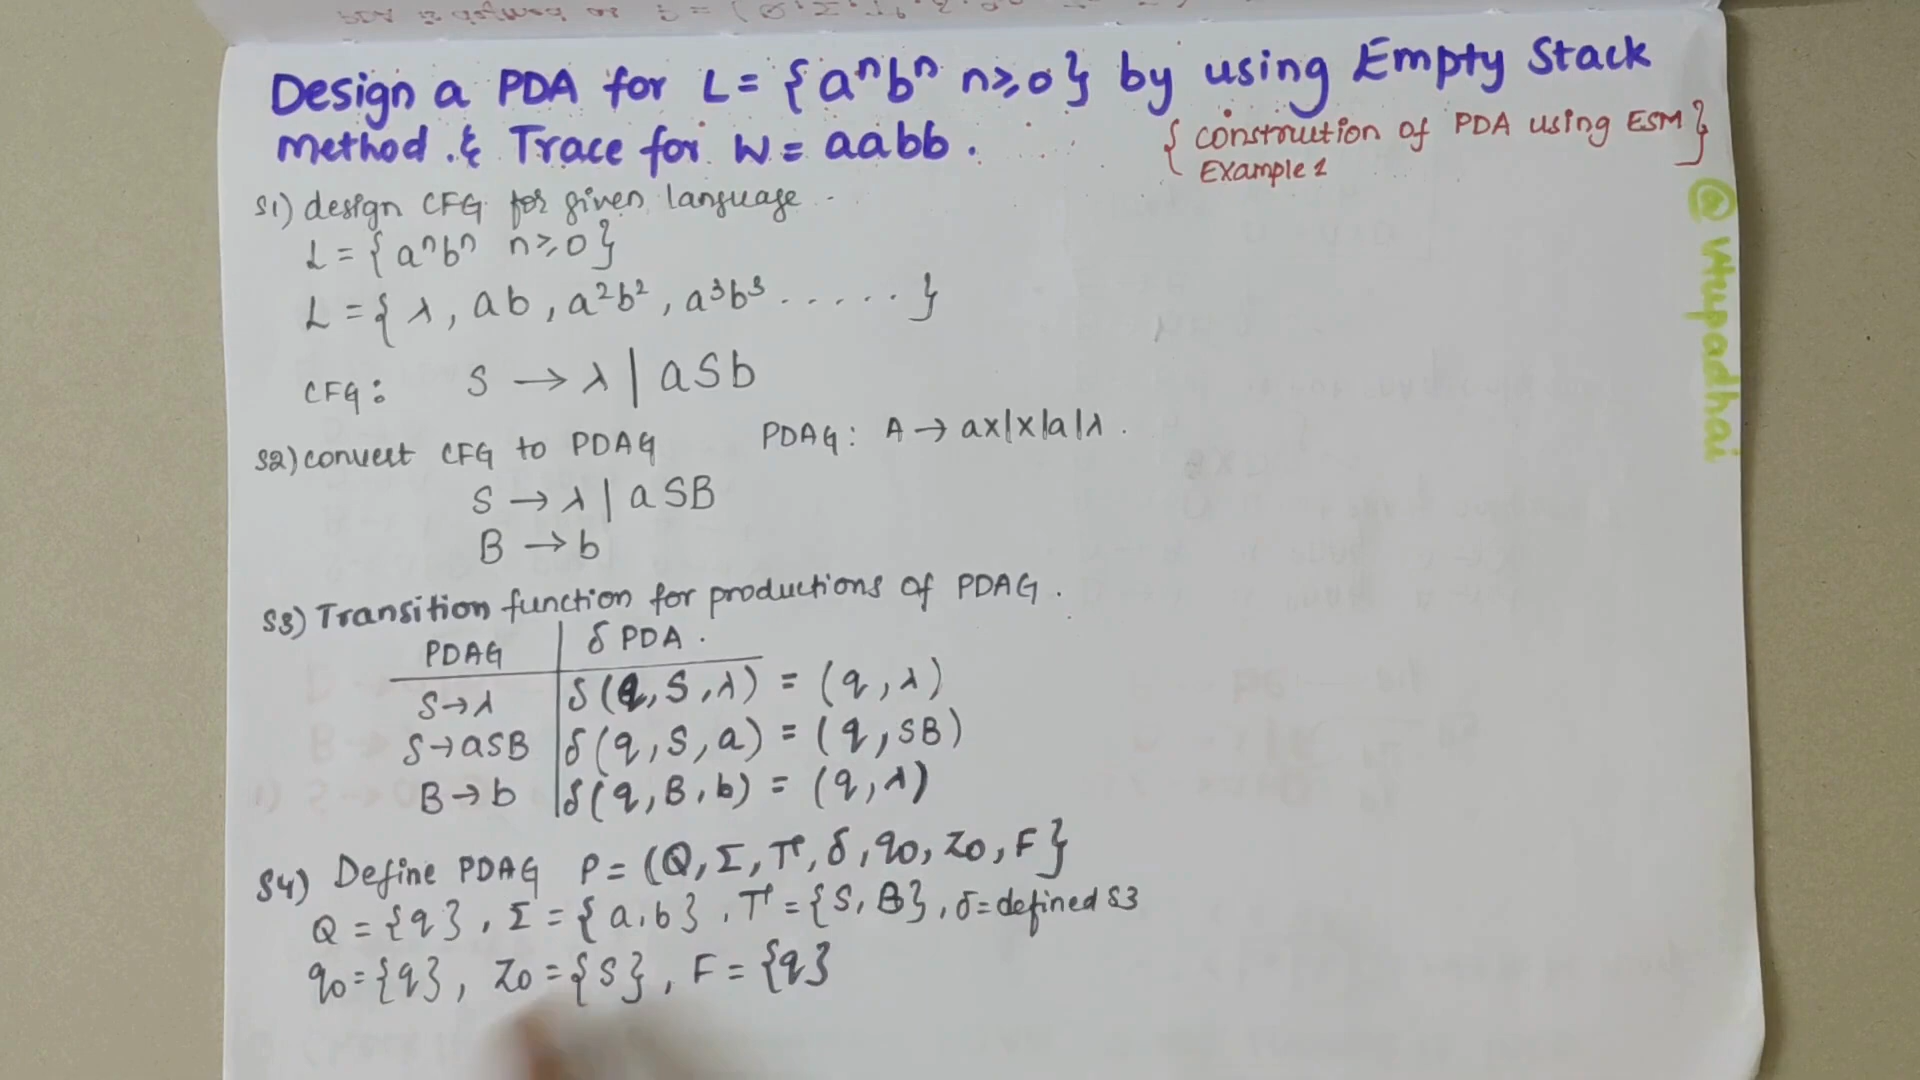 Design a PDA for L = {aⁿbⁿ n≥0} by using Empty Stack
method. & Trace for W = aabb.
{ construction of PDA using ESM }
Example 1
@ Htupadhai
S1) design CFG for given language.
L = {aⁿbⁿ n≥0}
L = {λ, ab, a²b², a³b³ ...... }
CFG: S → λ | aSb
S2) convert CFG to PDAG PDAG: A → ax|x|a|λ.
S → λ | aSB
B → b
S3) Transition function for productions of PDAG.
PDAG δ PDA.
S→λ δ(q,S,λ) = (q,λ)
S→aSB δ(q,S,a) = (q,SB)
B→b δ(q,B,b) = (q,λ)
S4) Define PDAG P = (Q,Σ,Γ,δ,q0,Z0,F}
Q = {q}, Σ = {a,b}, Γ = {S,B}, δ = defined S3
q0 = {q}, Z0 = {S}, F = {q}